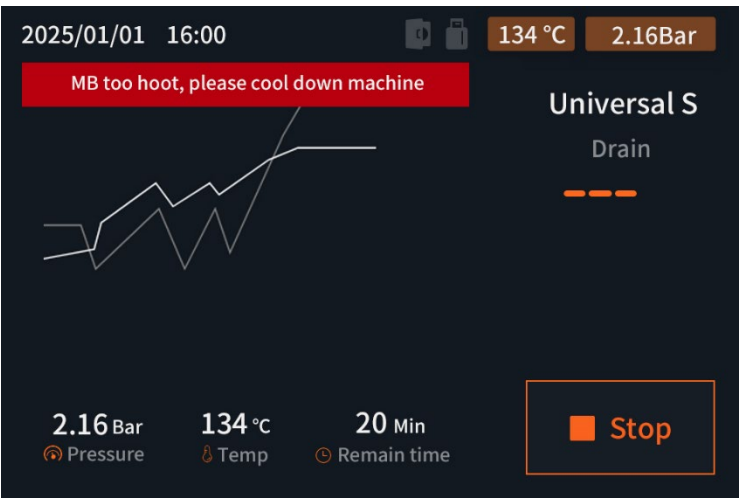 2025/01/01 16:00
134 °C
2.16Bar
MB too hoot, please cool down machine
Universal S
Drain
2.16 Bar
Pressure
134 °C
Temp
20 Min
Remain time
Stop